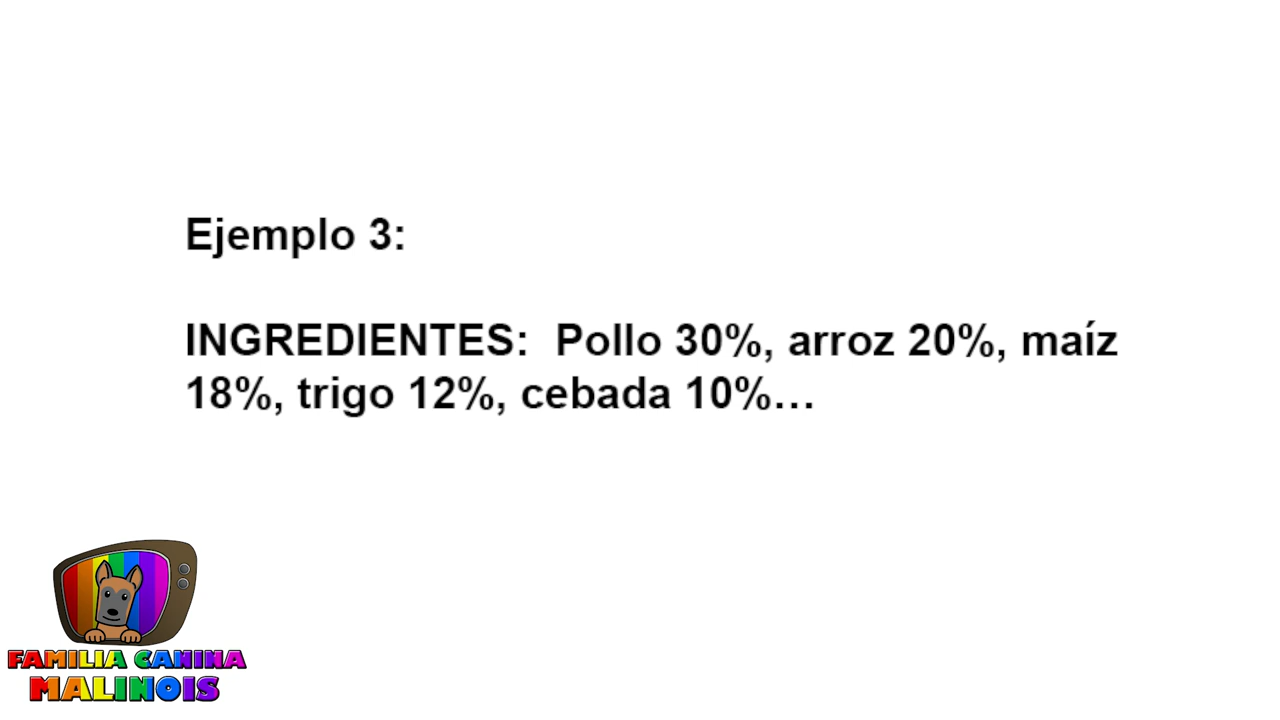 Ejemplo 3:
INGREDIENTES:  Pollo 30%, arroz 20%, maíz
18%, trigo 12%, cebada 10%...
FAMILIA CANINA
MALINOIS